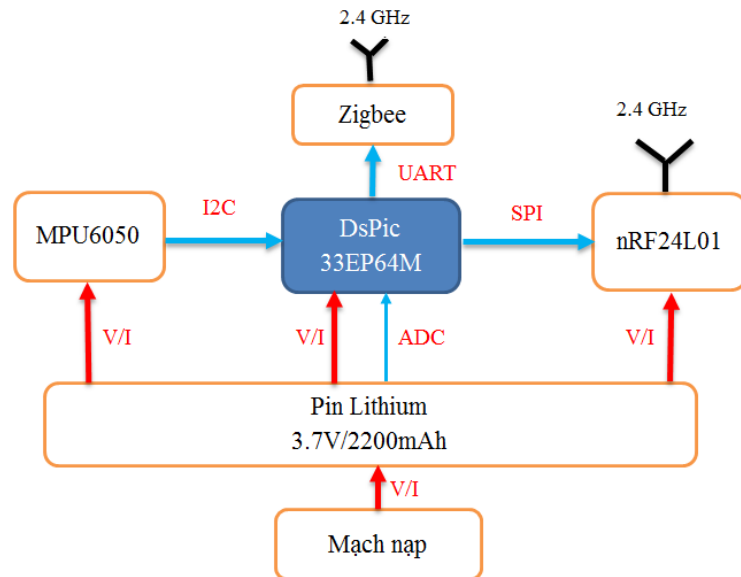 2.4 GHz
Zigbee
2.4 GHz
UART
I2C
SPI
MPU6050
DsPic
33EP64M
nRF24L01
V/I
V/I
ADC
V/I
Pin Lithium
3.7V/2200mAh
V/I
Mạch nạp